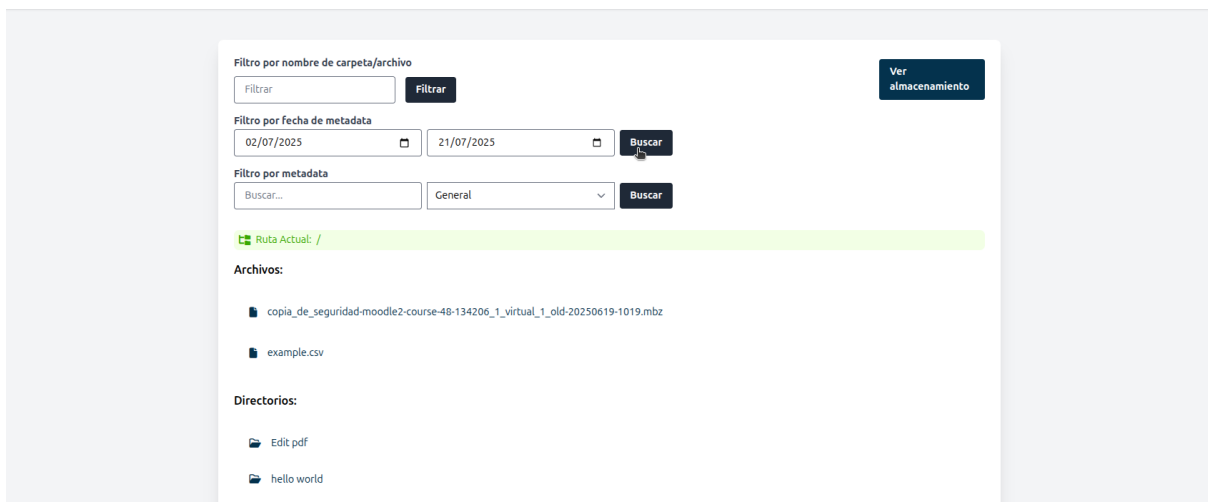 Filtro por nombre de carpeta/archivo
Filtrar
Filtrar
Ver
almacenamiento
Filtro por fecha de metadata
02/07/2025
21/07/2025
Buscar
Filtro por metadata
Buscar...
General
Buscar
Ruta Actual: /
Archivos:
copia_de_seguridad-moodle2-course-48-134206_1_virtual_1_old-20250619-1019.mbz
example.csv
Directorios:
Edit pdf
hello world